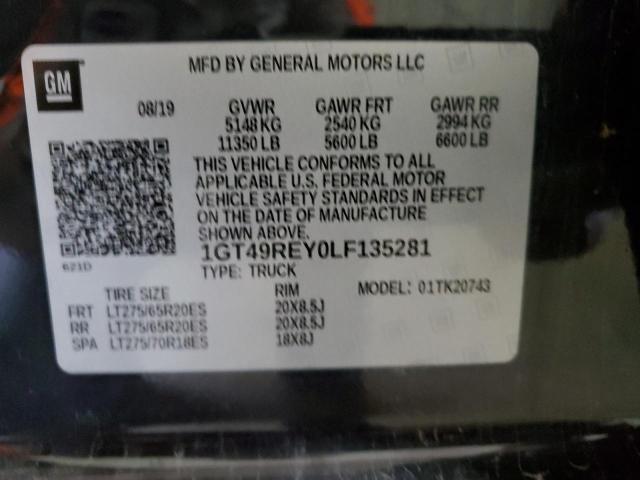 GM
MFD BY GENERAL MOTORS LLC
08/19 GVWR GAWR FRT GAWR RR
5148 KG 2540 KG 2994 KG
11350 LB 5600 LB 6600 LB
THIS VEHICLE CONFORMS TO ALL
APPLICABLE U.S. FEDERAL MOTOR
VEHICLE SAFETY STANDARDS IN EFFECT
ON THE DATE OF MANUFACTURE
SHOWN ABOVE.
1GT49REY0LF135281
621D TYPE: TRUCK
TIRE SIZE RIM MODEL: 01TK20743
FRT LT275/65R20ES 20X8.5J
RR LT275/65R20ES 20X8.5J
SPA LT275/70R18ES 18X8J